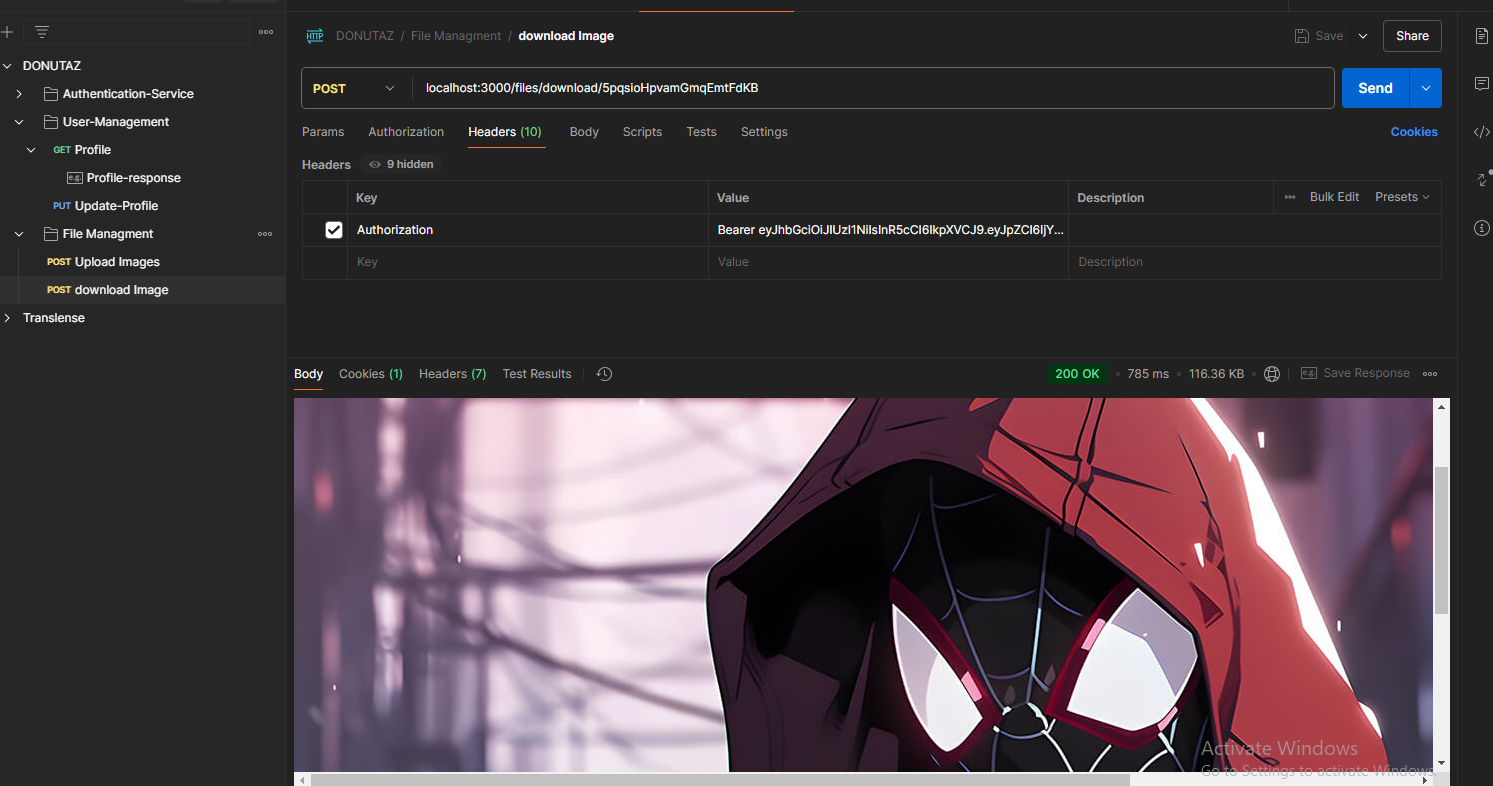 HTTP DONUTAZ / File Managment / download Image Save Share
DONUTAZ
Authentication-Service
User-Management
GET Profile
e.g. Profile-response
PUT Update-Profile
File Managment
POST Upload Images
POST download Image
Translense
POST localhost:3000/files/download/5pqsioHpvamGmqEmtFdKB Send
Params Authorization Headers (10) Body Scripts Tests Settings Cookies
Headers 9 hidden
Key Value Description Bulk Edit Presets
Authorization Bearer eyJhbGciOiJIUzI1NiIsInR5cCI6IkpXVCJ9.eyJpZCI6IjY...
Key Value Description
Body Cookies (1) Headers (7) Test Results 200 OK 785 ms 116.36 KB e.g. Save Response
Activate Windows
Go to Settings to activate Windows.